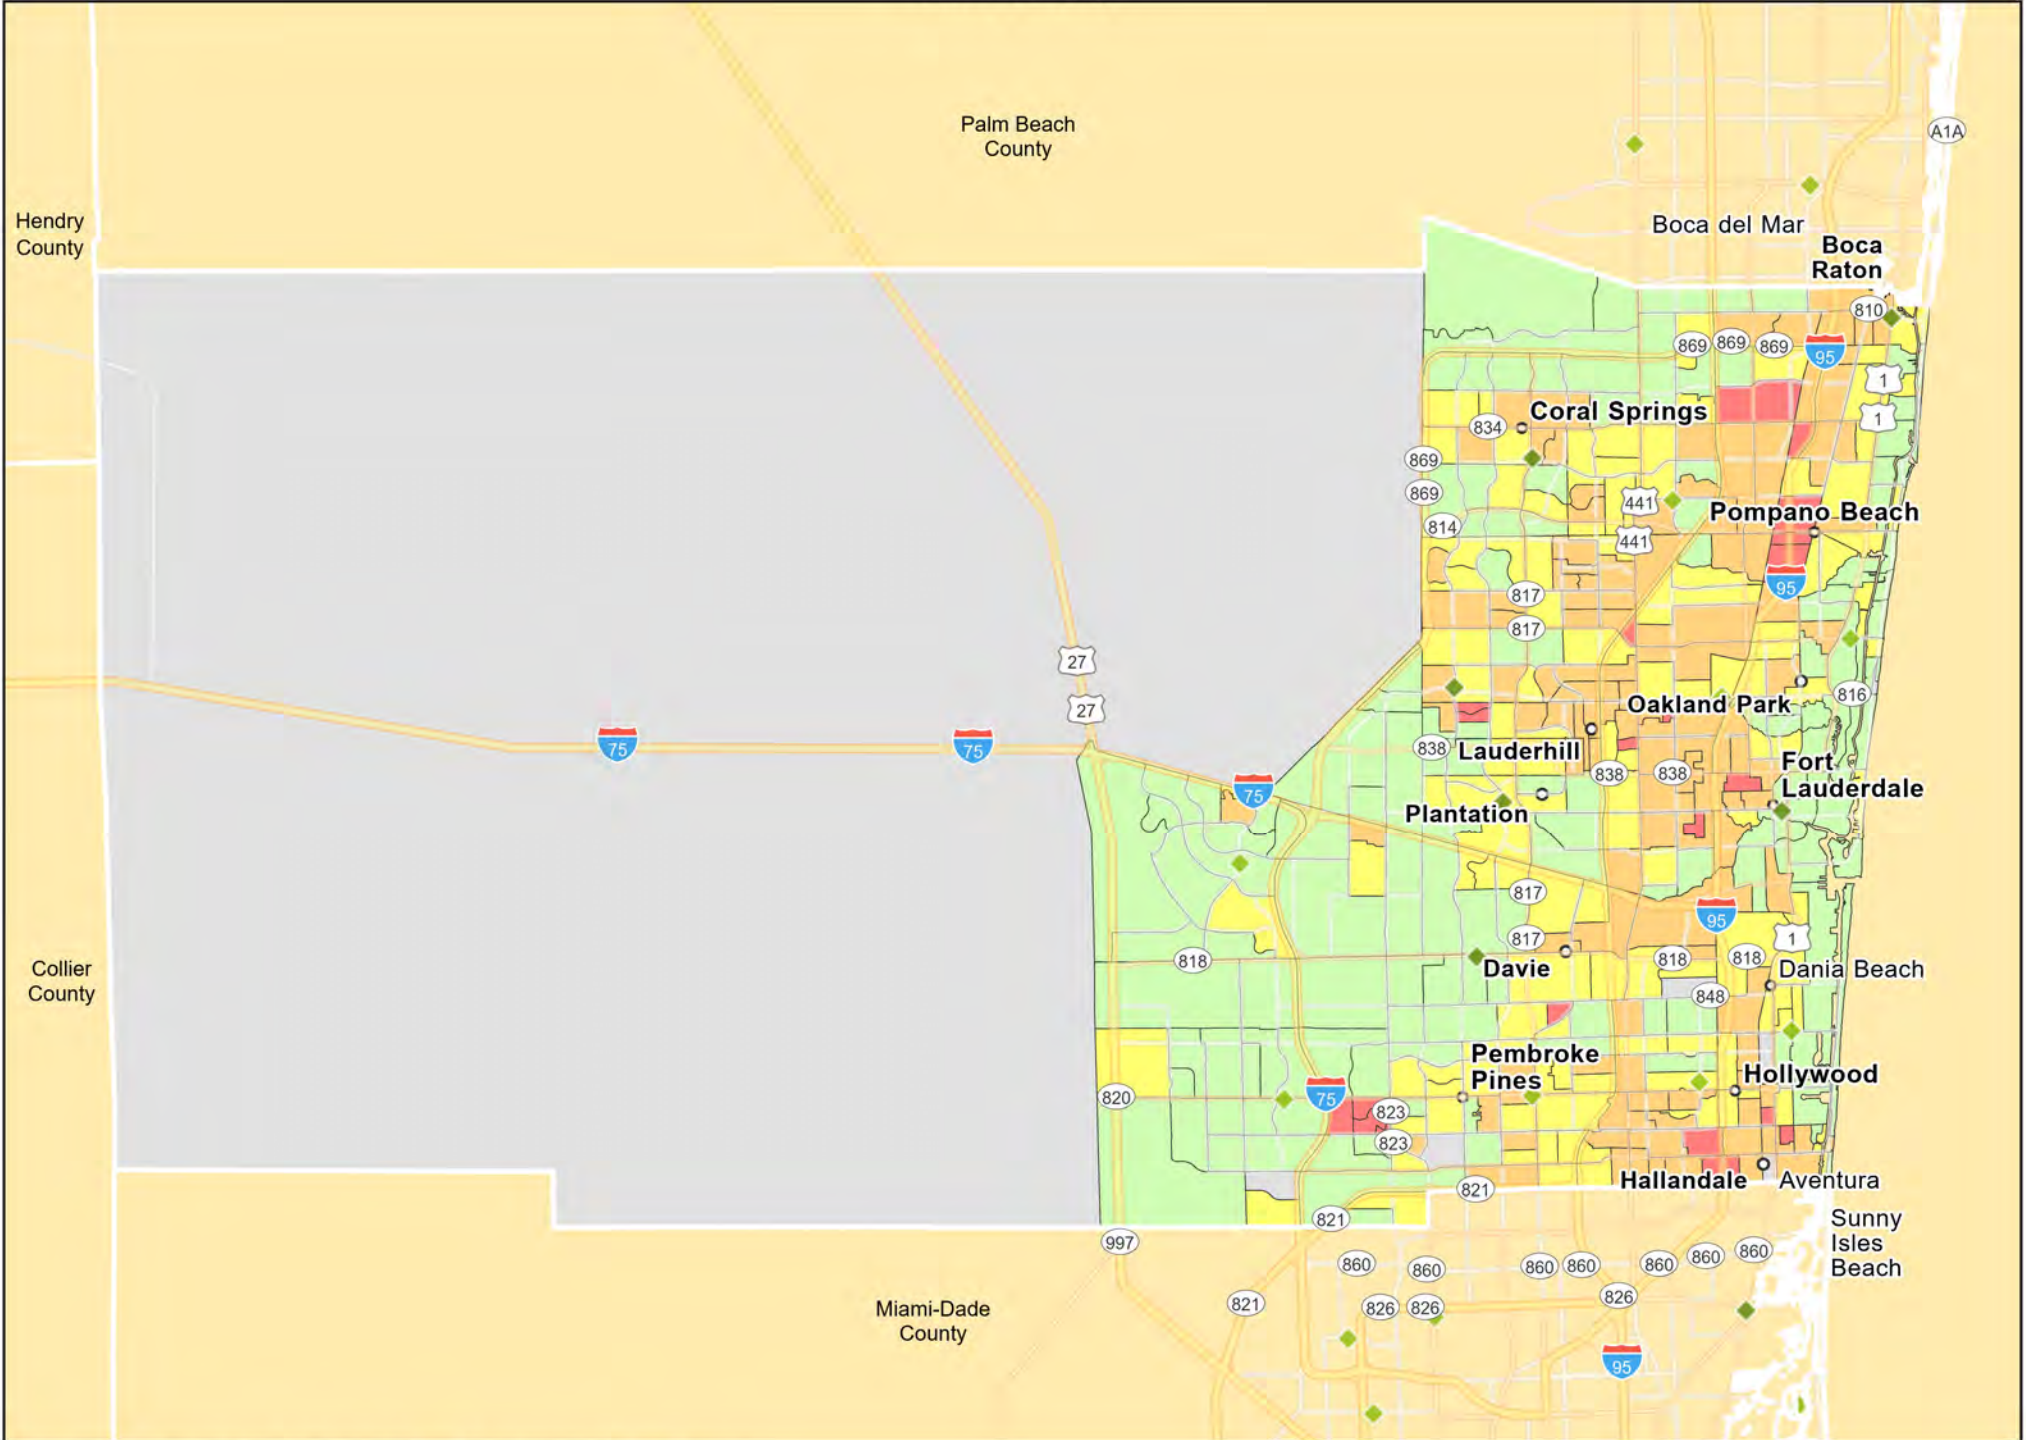 Palm Beach
County
A1A
Hendry
County
Boca del Mar
Boca
Raton
810
869
869
869
95
1
1
Coral Springs
834
869
869
441
814
441
Pompano Beach
95
817
817
27
27
816
Oakland Park
75
75
838
Lauderhill
838
838
Fort
Lauderdale
75
Plantation
817
95
817
1
818
818
818
Davie
Dania Beach
Collier
County
848
Pembroke
Pines
Hollywood
820
75
823
823
821
Hallandale
Aventura
821
Sunny
Isles
Beach
997
860
860
860
860
860
860
860
821
826
826
826
Miami-Dade
County
95